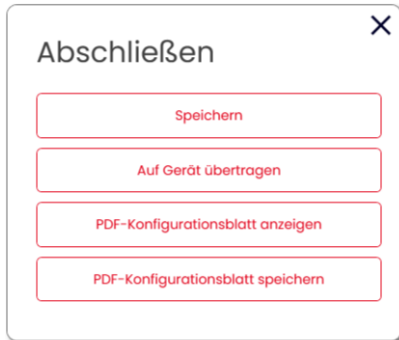 Abschließen
Speichern
Auf Gerät übertragen
PDF-Konfigurationsblatt anzeigen
PDF-Konfigurationsblatt speichern